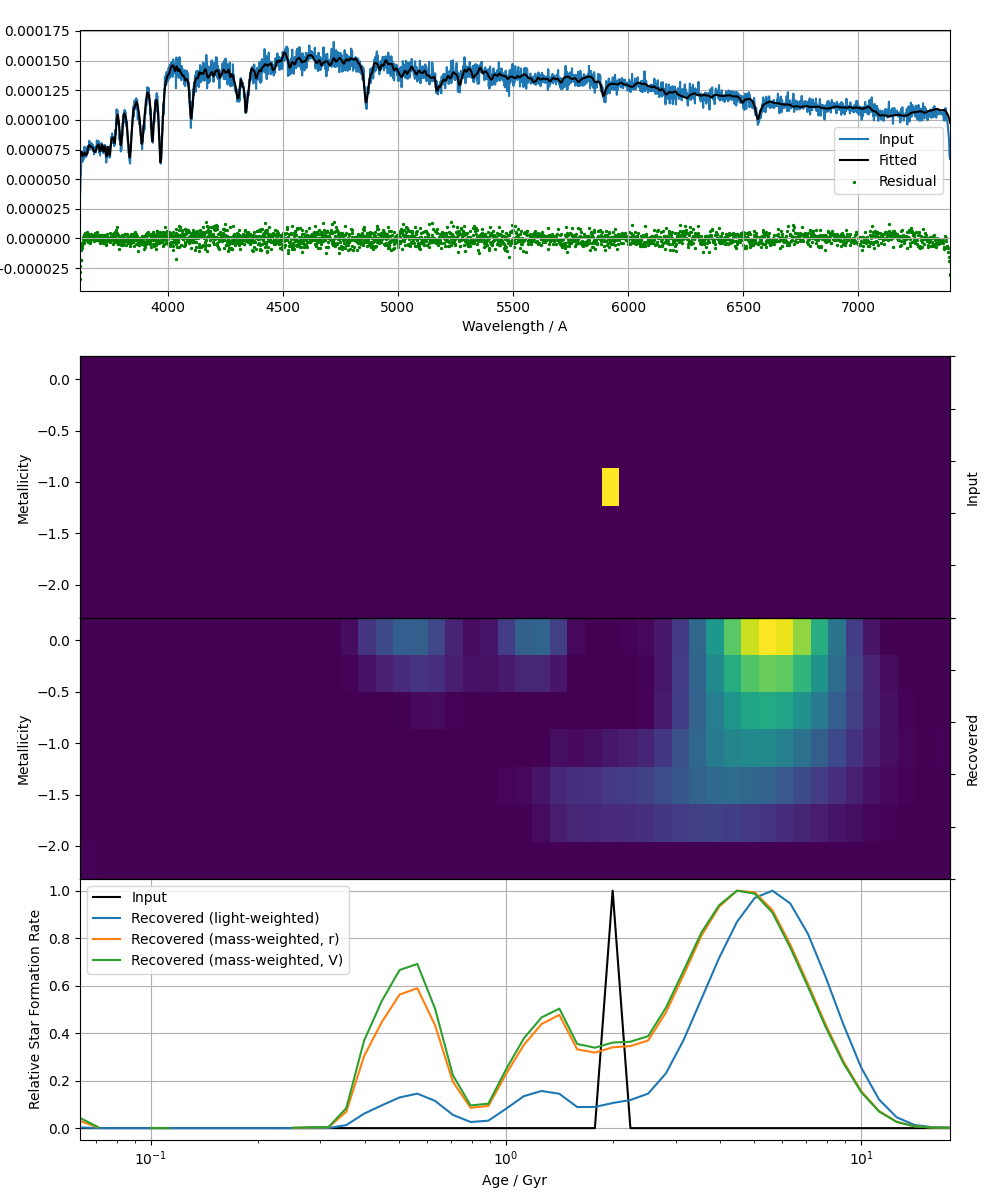 0.000175
0.000150
0.000125
0.000100
0.000075
0.000050
0.000025
0.000000
-0.000025
Input
Fitted
Residual
4000 4500 5000 5500 6000 6500 7000
Wavelength / A
0.0
−0.5
−1.0
−1.5
−2.0
Metallicity
Input
0.0
−0.5
−1.0
−1.5
−2.0
Metallicity
Recovered
1.0
0.8
0.6
0.4
0.2
0.0
Relative Star Formation Rate
Input
Recovered (light-weighted)
Recovered (mass-weighted, r)
Recovered (mass-weighted, V)
10⁻¹ 10⁰ 10¹
Age / Gyr